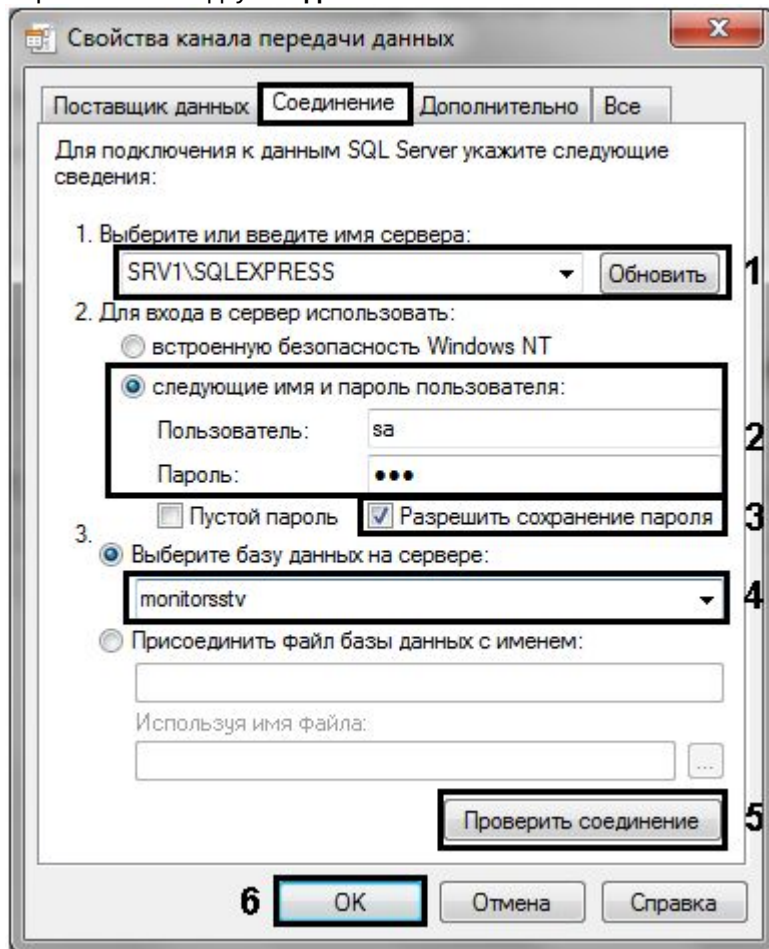 Свойства канала передачи данных
Поставщик данных Соединение Дополнительно Все
Для подключения к данным SQL Server укажите следующие
сведения:
1. Выберите или введите имя сервера:
SRV1\SQLEXPRESS Обновить 1
2. Для входа в сервер использовать:
встроенную безопасность Windows NT
следующие имя и пароль пользователя:
Пользователь: sa
2
Пароль: ●●●
Пустой пароль Разрешить сохранение пароля 3
3.
Выберите базу данных на сервере:
monitorsstv 4
Присоединить файл базы данных с именем:
Используя имя файла:
...
Проверить соединение 5
6 OK Отмена Справка